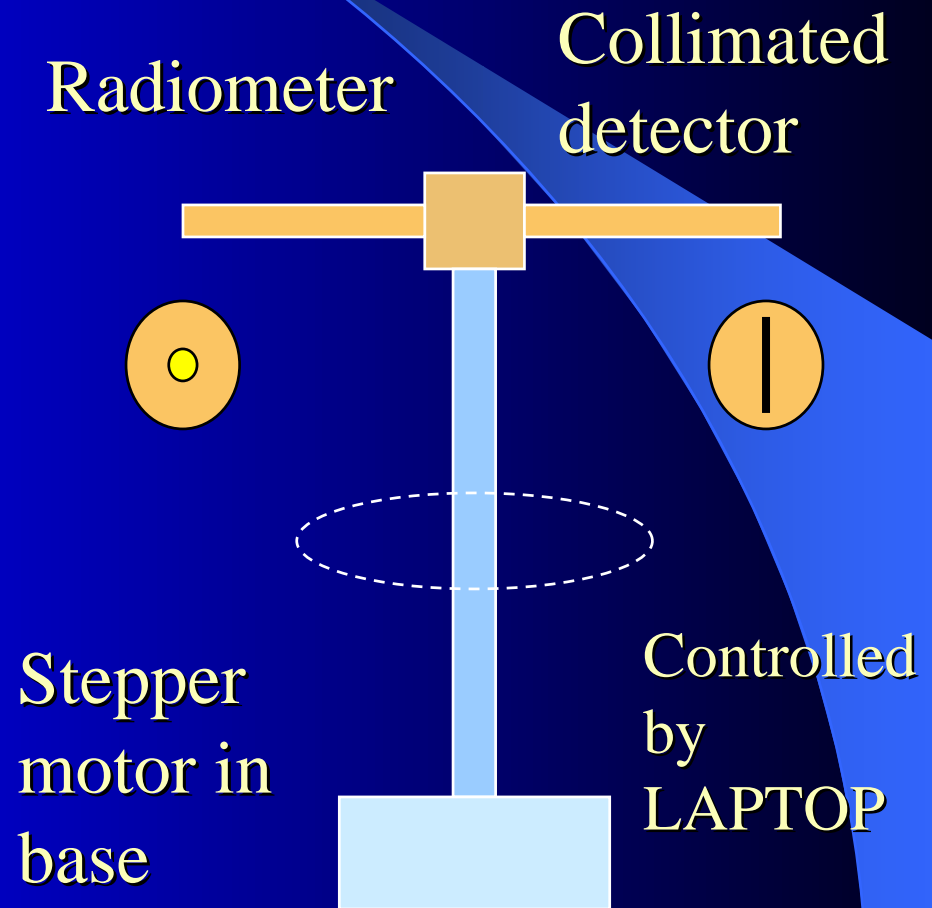 Radiometer
Collimated
detector
Stepper
motor in
base
Controlled
by
LAPTOP